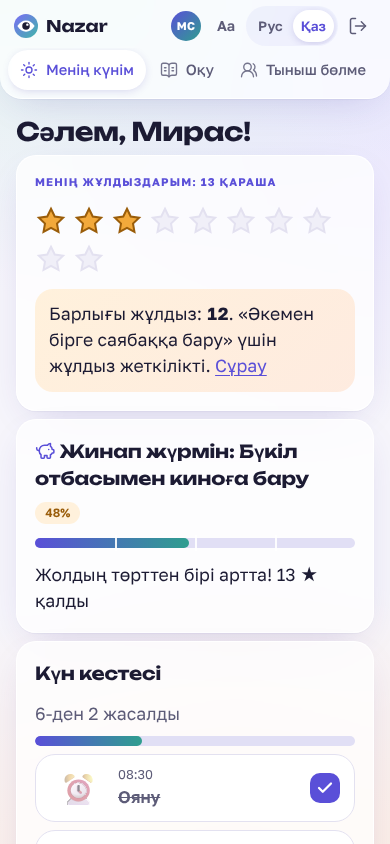 Nazar
МС
Aa
Рус
Қаз
Менің күнім
Оқу
Тыныш бөлме
Сәлем, Мирас!
МЕНІҢ ЖҰЛДЫЗДАРЫМ: 13 ҚАРАША
Барлығы жұлдыз: 12. «Әкемен
бірге саябаққа бару» үшін
жұлдыз жеткілікті. Сұрау
Жинап жүрмін: Бүкіл
отбасымен киноға бару
48%
Жолдың төрттен бірі артта! 13 ★
қалды
Күн кестесі
6-ден 2 жасалды
08:30
Ояну